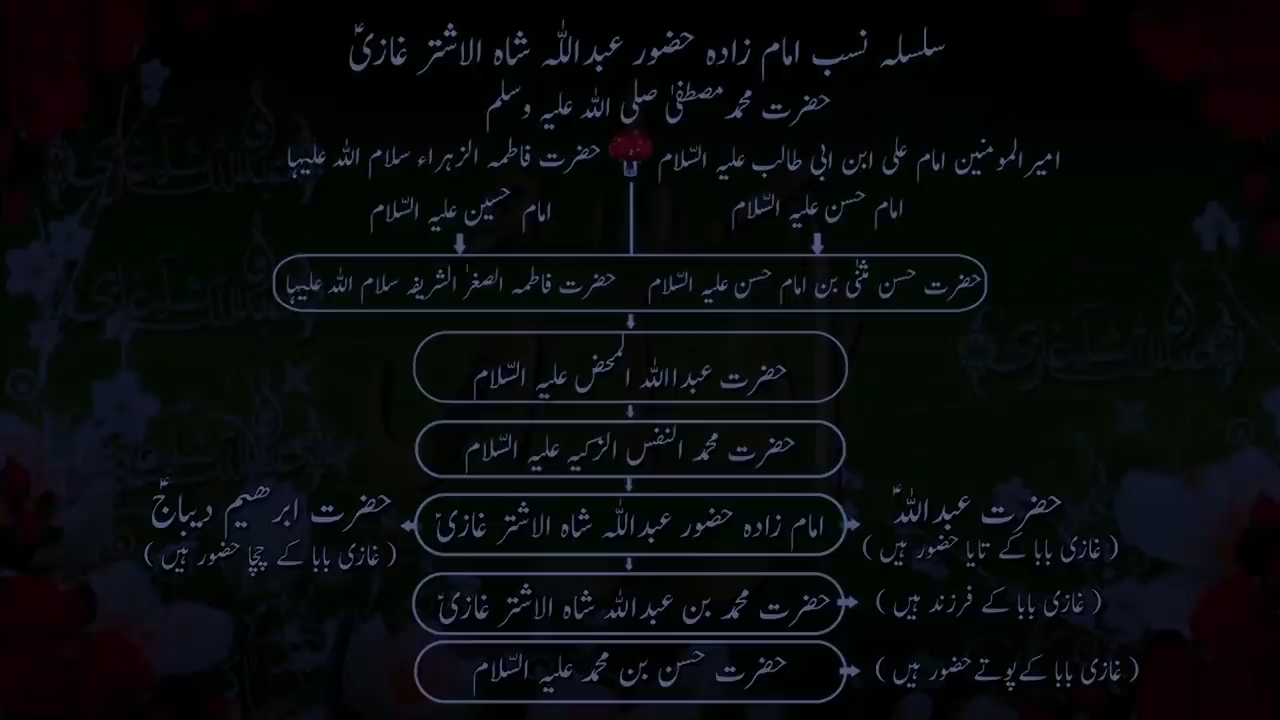 سلسلہ نسب امام زادہ حضور عبداللہ شاہ الاشتر غازیؑ
حضرت محمد مصطفیٰ صلی اللہ علیہ وسلم
امیرالمومنین امام علی ابن ابی طالب علیہ السّلام حضرت فاطمہ الزہراء سلام اللہ علیہا
امام حسن علیہ السّلام امام حسین علیہ السّلام
حضرت حسن مثنیٰ بن امام حسن علیہ السّلام حضرت فاطمہ الصغریٰ الشریفہ سلام اللہ علیہا
حضرت عبداللہ المحض علیہ السّلام
حضرت محمد النفس الزکیہ علیہ السّلام
حضرت عبداللہؑ
(غازی بابا کے تایا حضور ہیں)
امام زادہ حضور عبداللہ شاہ الاشتر غازیؑ
حضرت ابرھیم دیباجؑ
(غازی بابا کے چچا حضور ہیں)
حضرت محمد بن عبداللہ شاہ الاشتر غازیؑ (غازی بابا کے فرزند ہیں)
حضرت حسن بن محمد علیہ السّلام (غازی بابا کے پوتے حضور ہیں)